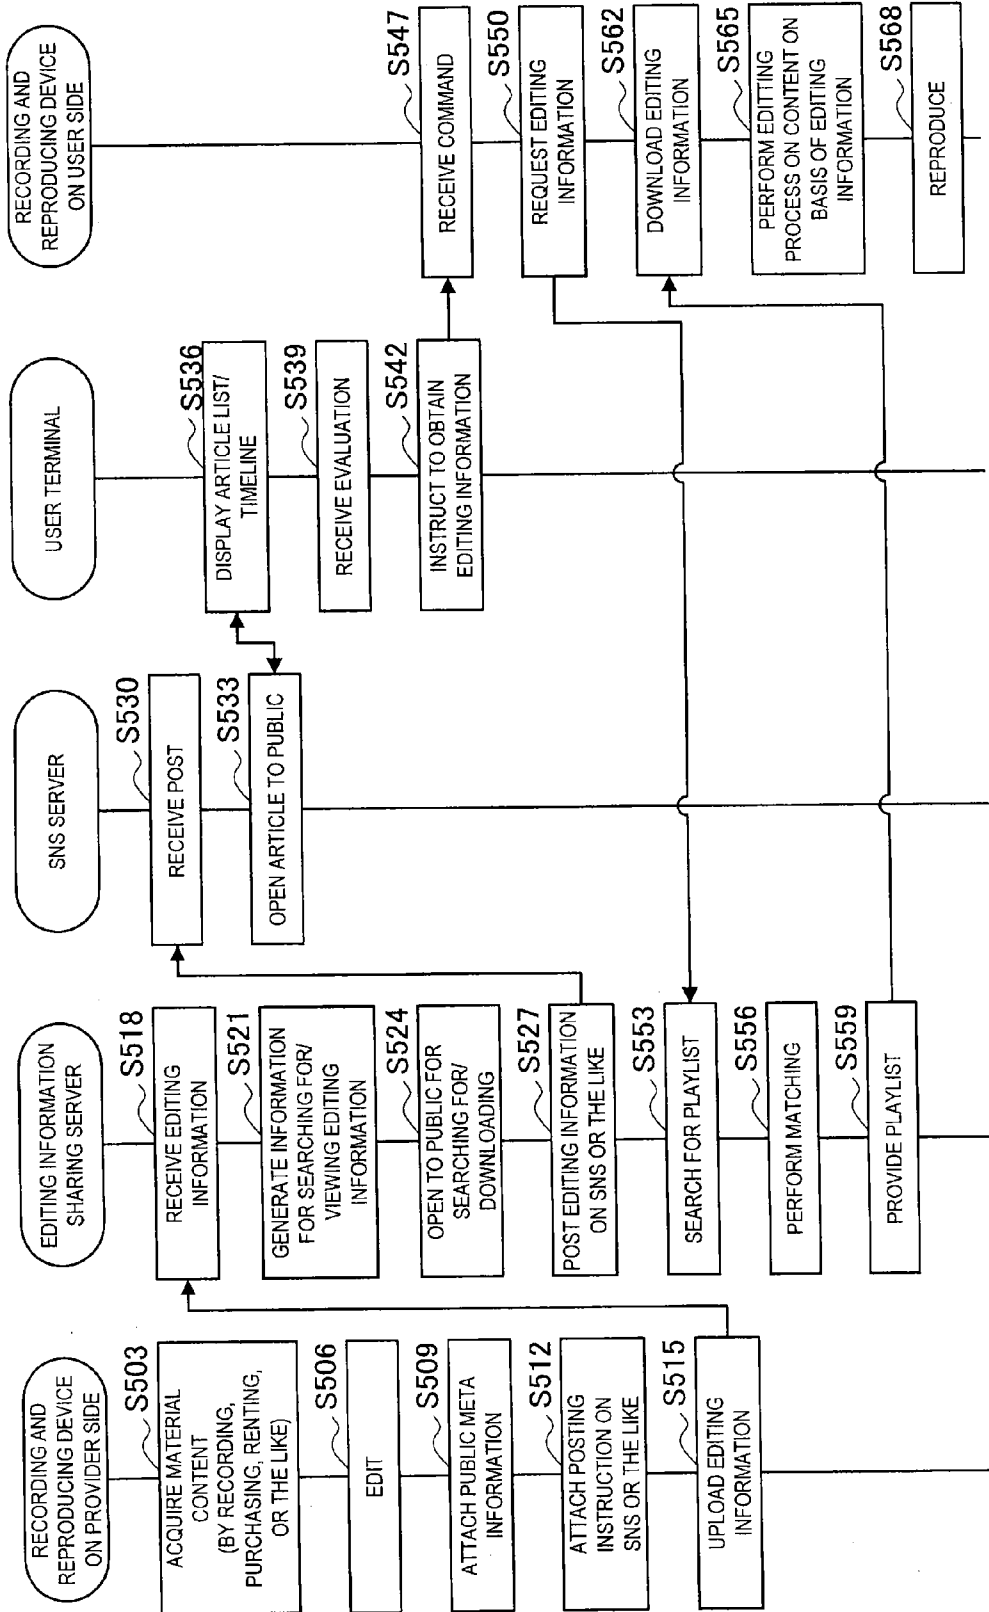 RECORDING AND
REPRODUCING DEVICE
ON PROVIDER SIDE
S503
ACQUIRE MATERIAL
CONTENT
(BY RECORDING,
PURCHASING, RENTING,
OR THE LIKE)
S506
EDIT
S509
ATTACH PUBLIC META
INFORMATION
S512
ATTACH POSTING
INSTRUCTION ON
SNS OR THE LIKE
S515
UPLOAD EDITING
INFORMATION
EDITING INFORMATION
SHARING SERVER
S518
RECEIVE EDITING
INFORMATION
S521
GENERATE INFORMATION
FOR SEARCHING FOR/
VIEWING EDITING
INFORMATION
S524
OPEN TO PUBLIC FOR
SEARCHING FOR/
DOWNLOADING
S527
POST EDITING INFORMATION
ON SNS OR THE LIKE
S553
SEARCH FOR PLAYLIST
S556
PERFORM MATCHING
S559
PROVIDE PLAYLIST
SNS SERVER
S530
RECEIVE POST
S533
OPEN ARTICLE TO PUBLIC
USER TERMINAL
S536
DISPLAY ARTICLE LIST/
TIMELINE
S539
RECEIVE EVALUATION
S542
INSTRUCT TO OBTAIN
EDITING INFORMATION
RECORDING AND
REPRODUCING DEVICE
ON USER SIDE
S547
RECEIVE COMMAND
S550
REQUEST EDITING
INFORMATION
S562
DOWNLOAD EDITING
INFORMATION
S565
PERFORM EDITTING
PROCESS ON CONTENT ON
BASIS OF EDITING
INFORMATION
S568
REPRODUCE